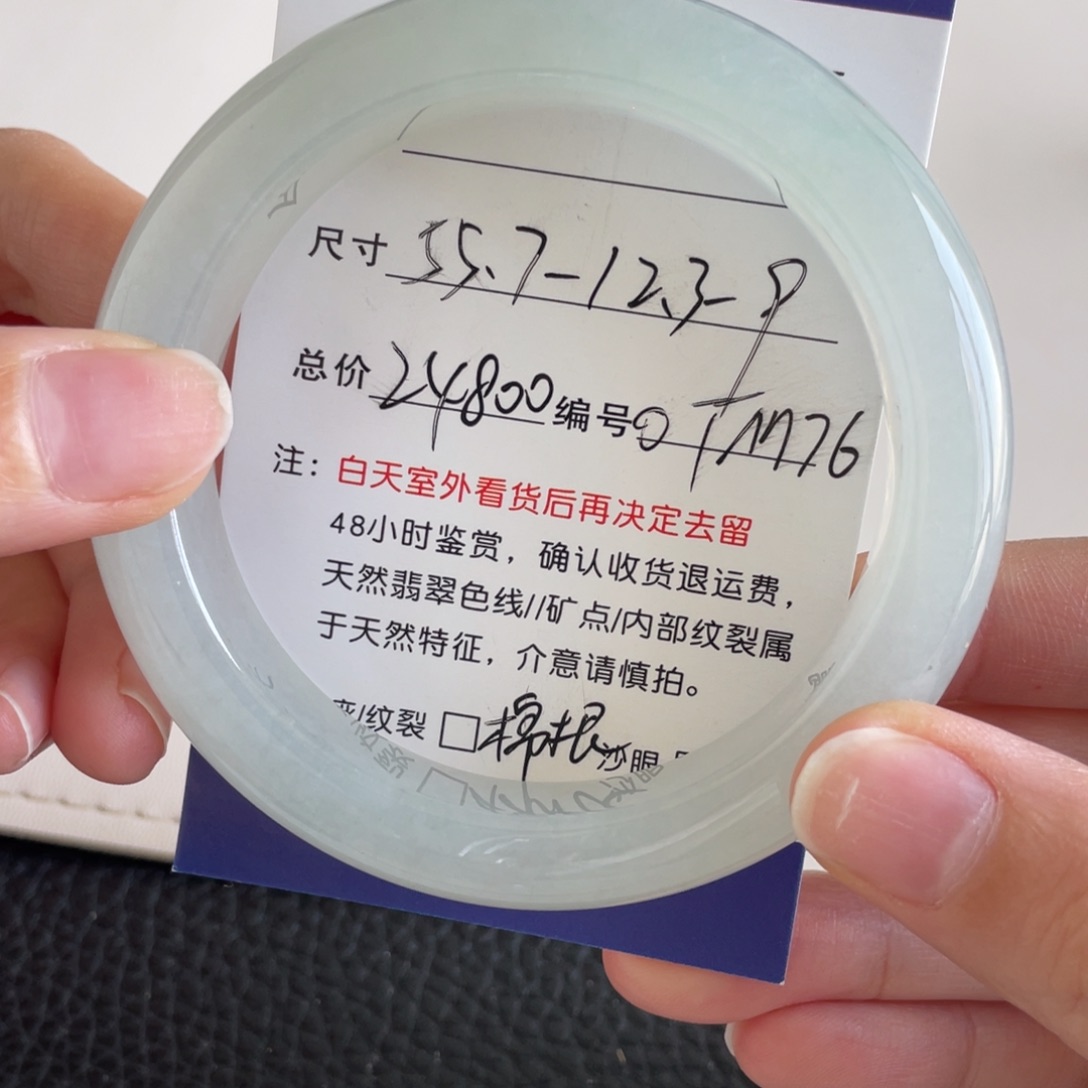 尺寸 55.7-12.3-9
总价 24800 编号
注：白天室外看货后再决定去留
48小时鉴赏，确认收货退运费，
天然翡翠色线//矿点/内部纹裂属
于天然特征，介意请慎拍。
/纹裂 □棉根 沙眼